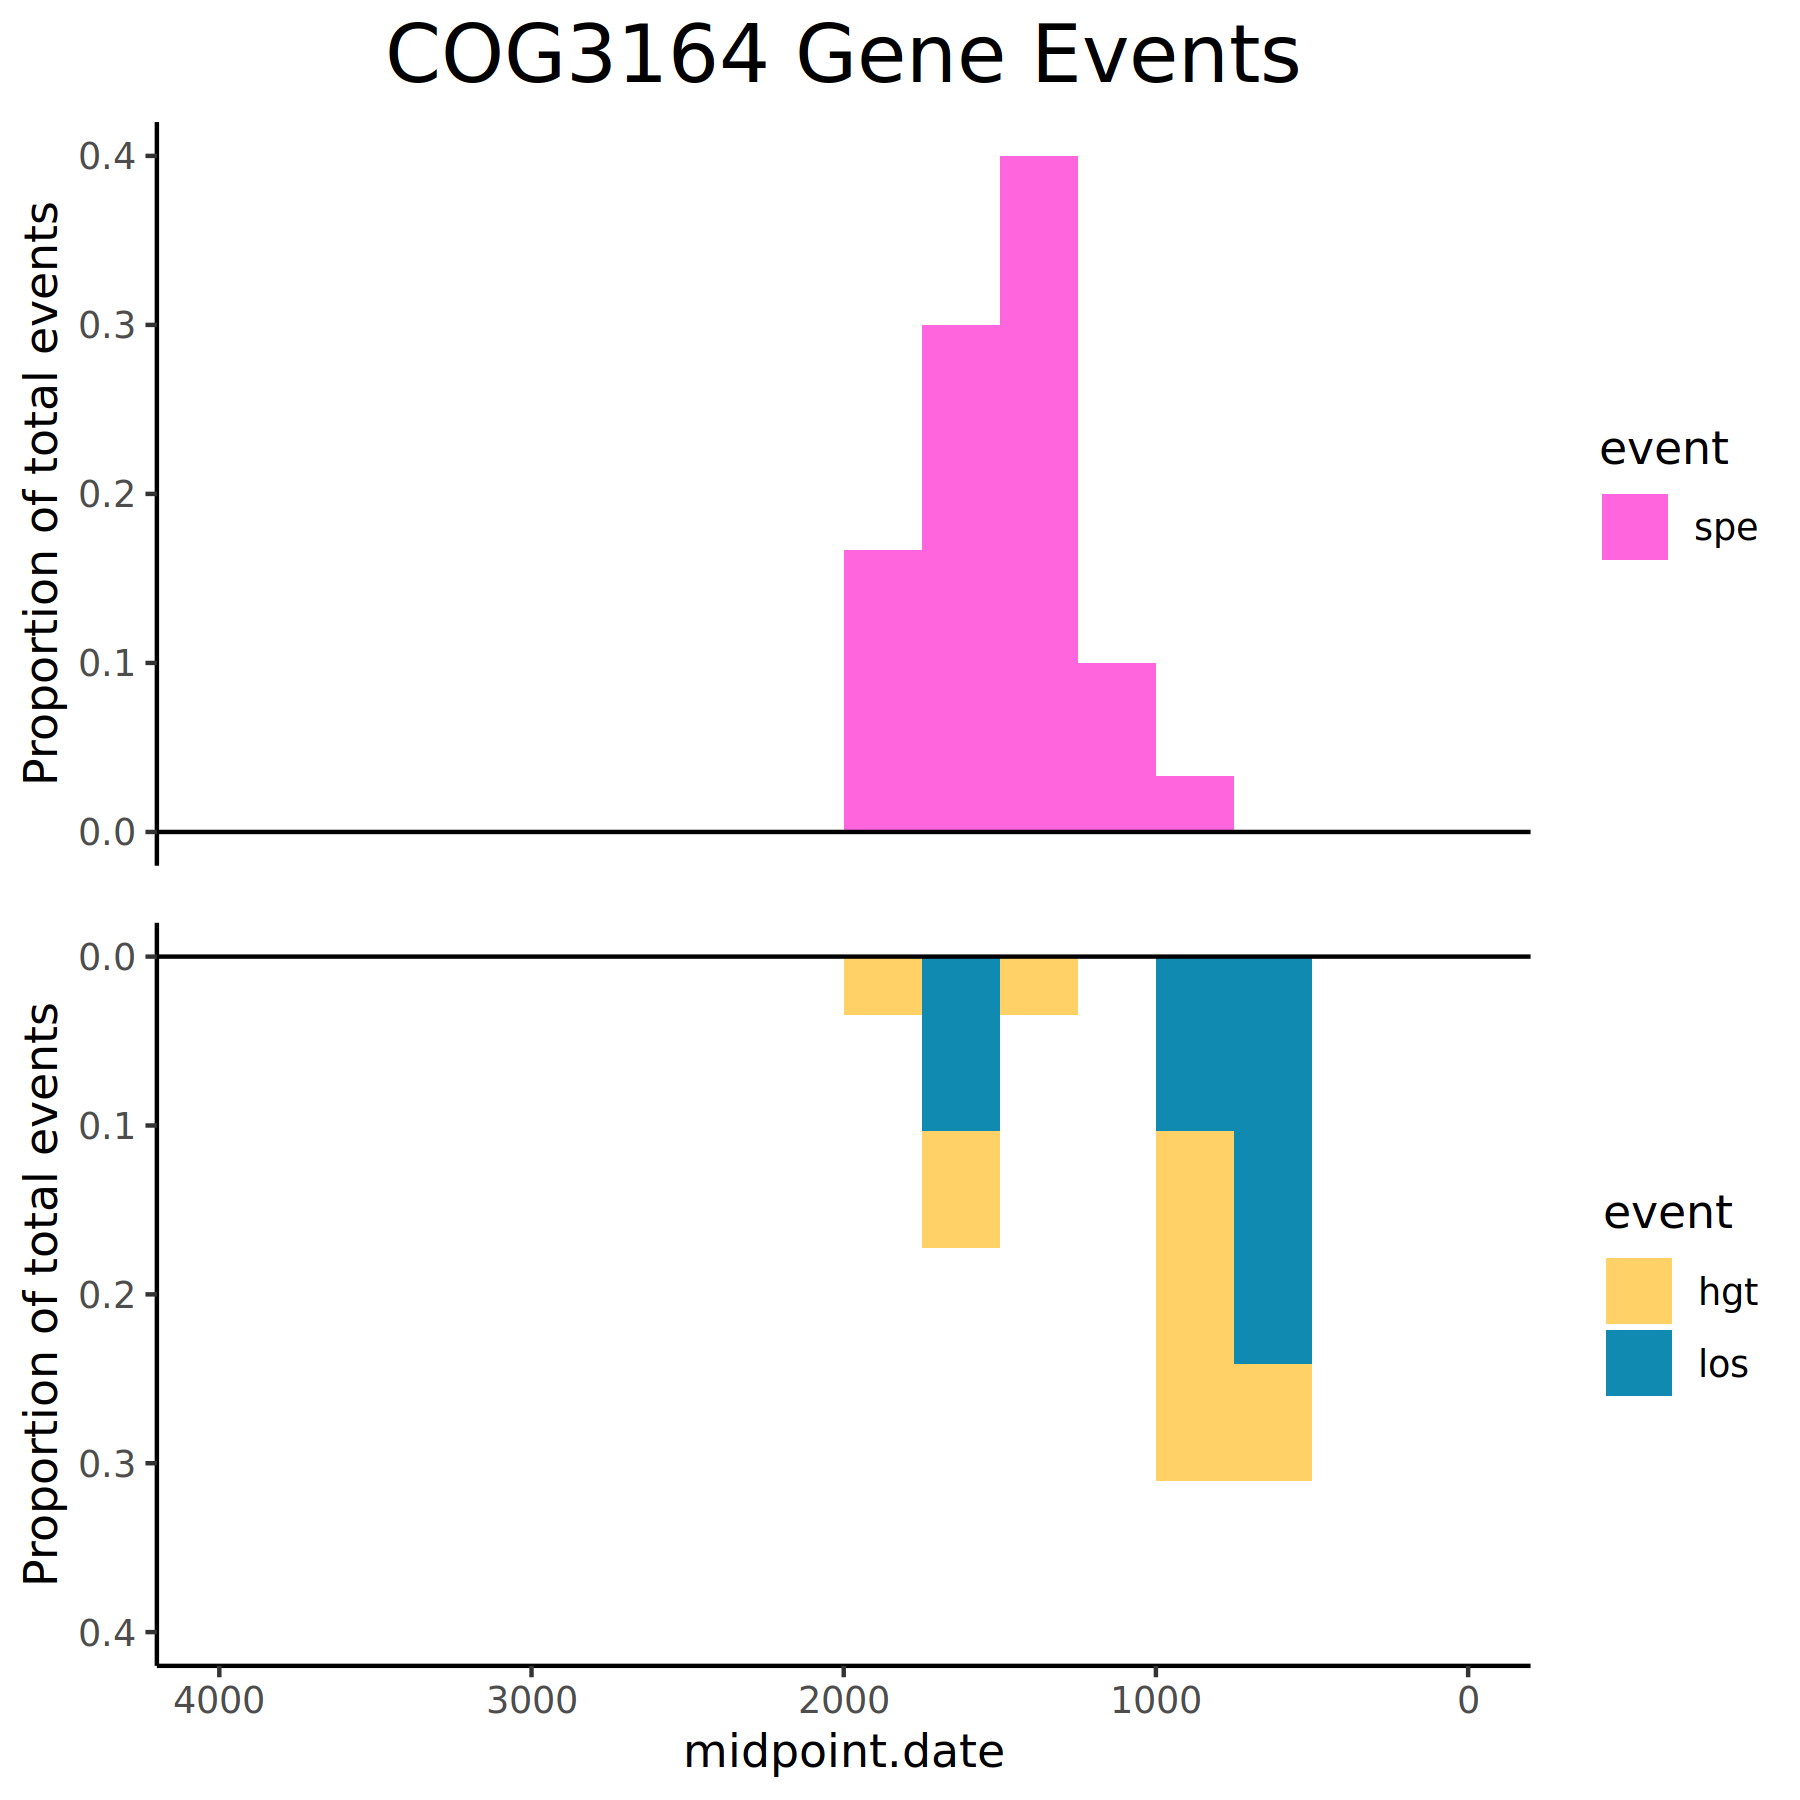 COG3164 Gene Events
Proportion of total events
0.4
0.3
0.2
0.1
0.0
event
spe
Proportion of total events
0.0
0.1
0.2
0.3
0.4
event
hgt
los
4000 3000 2000 1000 0
midpoint.date